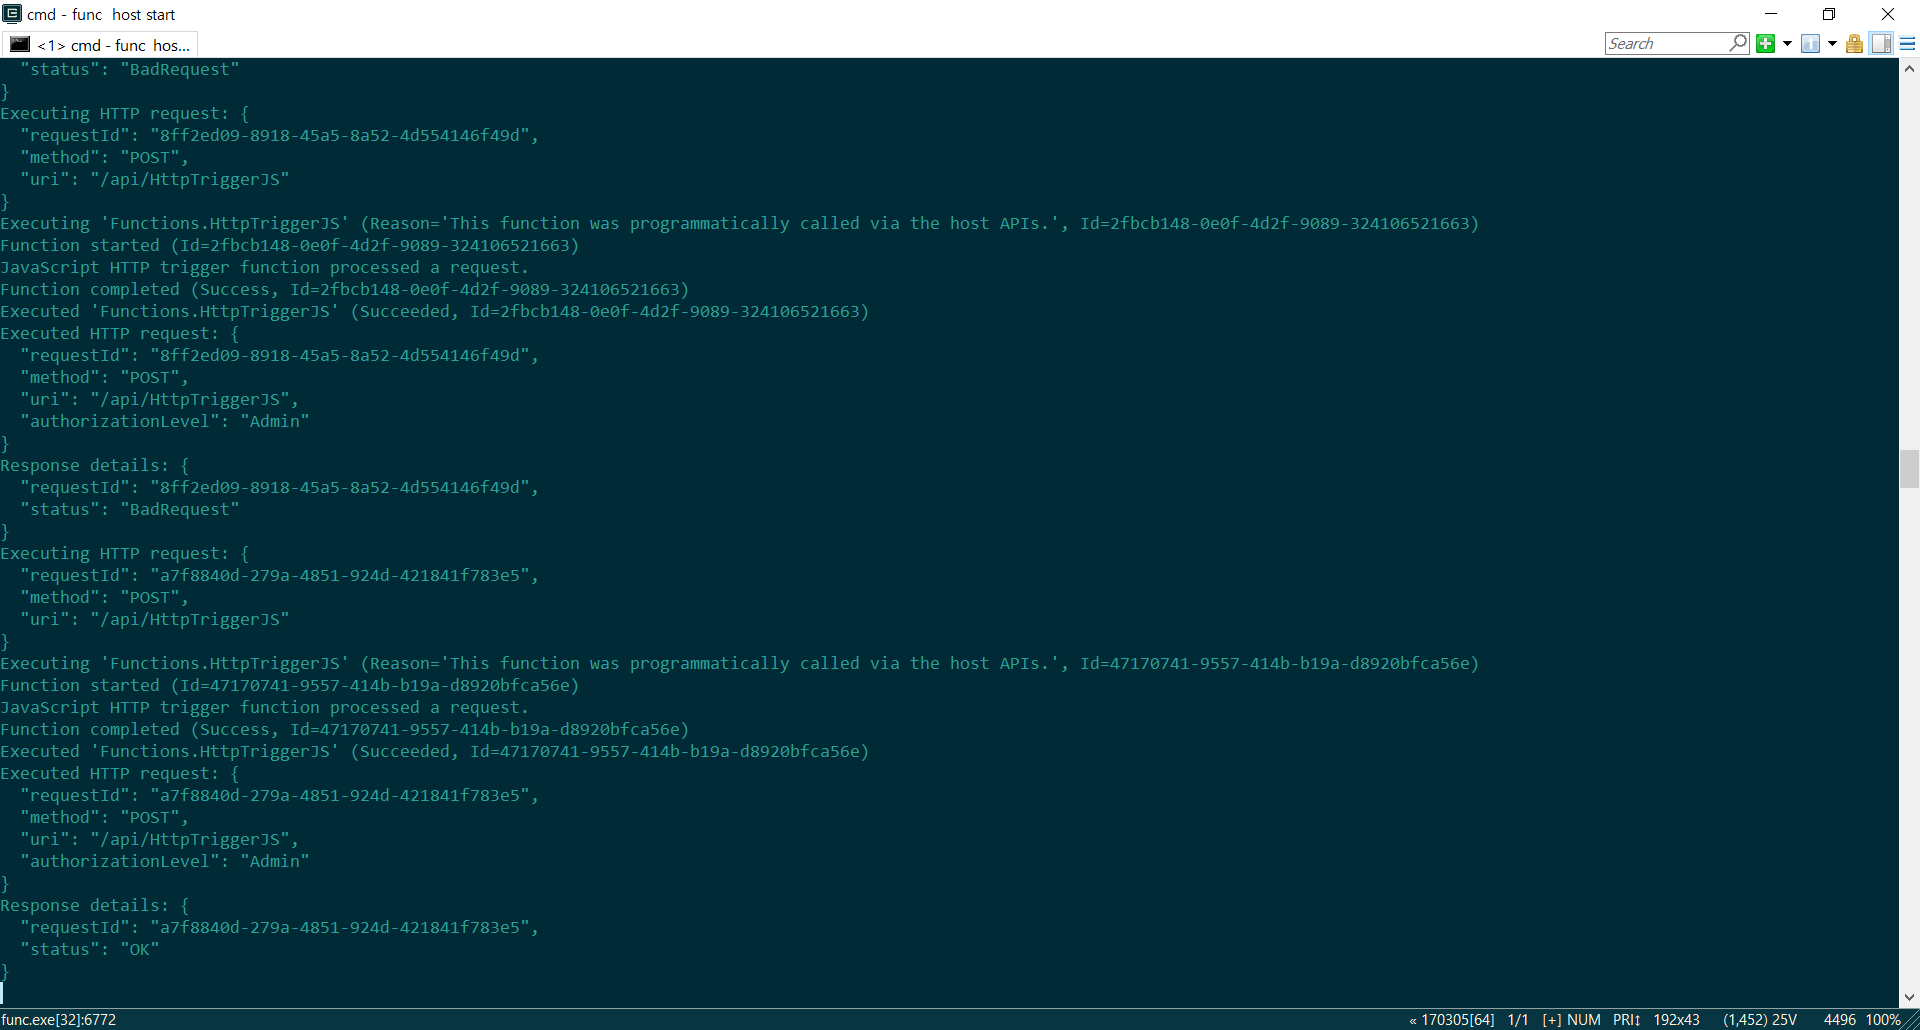 cmd - func  host start
<1> cmd - func  hos...
Search
  "status": "BadRequest"
}
Executing HTTP request: {
  "requestId": "8ff2ed09-8918-45a5-8a52-4d554146f49d",
  "method": "POST",
  "uri": "/api/HttpTriggerJS"
}
Executing 'Functions.HttpTriggerJS' (Reason='This function was programmatically called via the host APIs.', Id=2fbcb148-0e0f-4d2f-9089-324106521663)
Function started (Id=2fbcb148-0e0f-4d2f-9089-324106521663)
JavaScript HTTP trigger function processed a request.
Function completed (Success, Id=2fbcb148-0e0f-4d2f-9089-324106521663)
Executed 'Functions.HttpTriggerJS' (Succeeded, Id=2fbcb148-0e0f-4d2f-9089-324106521663)
Executed HTTP request: {
  "requestId": "8ff2ed09-8918-45a5-8a52-4d554146f49d",
  "method": "POST",
  "uri": "/api/HttpTriggerJS",
  "authorizationLevel": "Admin"
}
Response details: {
  "requestId": "8ff2ed09-8918-45a5-8a52-4d554146f49d",
  "status": "BadRequest"
}
Executing HTTP request: {
  "requestId": "a7f8840d-279a-4851-924d-421841f783e5",
  "method": "POST",
  "uri": "/api/HttpTriggerJS"
}
Executing 'Functions.HttpTriggerJS' (Reason='This function was programmatically called via the host APIs.', Id=47170741-9557-414b-b19a-d8920bfca56e)
Function started (Id=47170741-9557-414b-b19a-d8920bfca56e)
JavaScript HTTP trigger function processed a request.
Function completed (Success, Id=47170741-9557-414b-b19a-d8920bfca56e)
Executed 'Functions.HttpTriggerJS' (Succeeded, Id=47170741-9557-414b-b19a-d8920bfca56e)
Executed HTTP request: {
  "requestId": "a7f8840d-279a-4851-924d-421841f783e5",
  "method": "POST",
  "uri": "/api/HttpTriggerJS",
  "authorizationLevel": "Admin"
}
Response details: {
  "requestId": "a7f8840d-279a-4851-924d-421841f783e5",
  "status": "OK"
}
func.exe[32]:6772 « 170305[64] 1/1 [+] NUM PRI↕ 192x43 (1,452) 25V 4496 100%